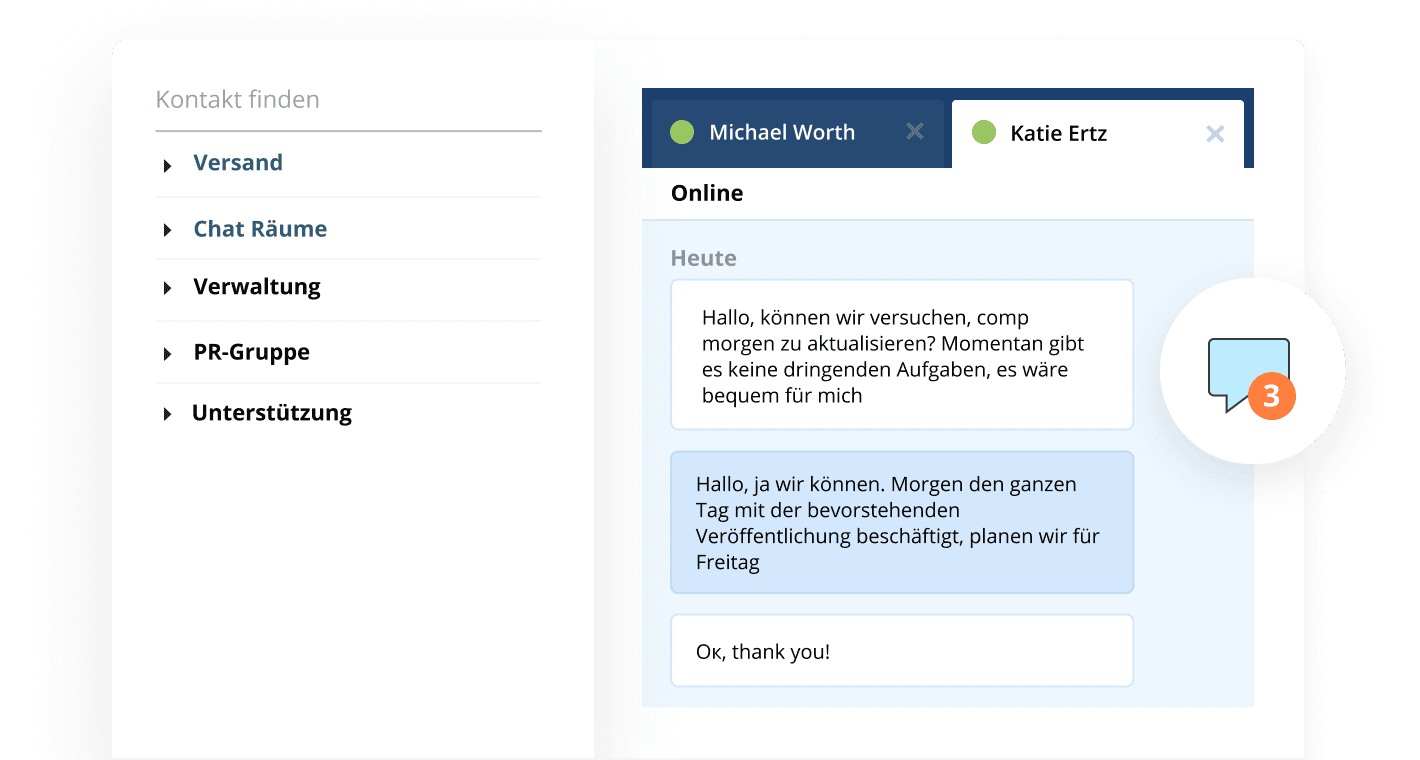 Kontakt finden
Versand
Chat Räume
Verwaltung
PR-Gruppe
Unterstützung
Michael Worth
Katie Ertz
Online
Heute
Hallo, können wir versuchen, comp
morgen zu aktualisieren? Momentan gibt
es keine dringenden Aufgaben, es wäre
bequem für mich
Hallo, ja wir können. Morgen den ganzen
Tag mit der bevorstehenden
Veröffentlichung beschäftigt, planen wir für
Freitag
Ок, thank you!
3